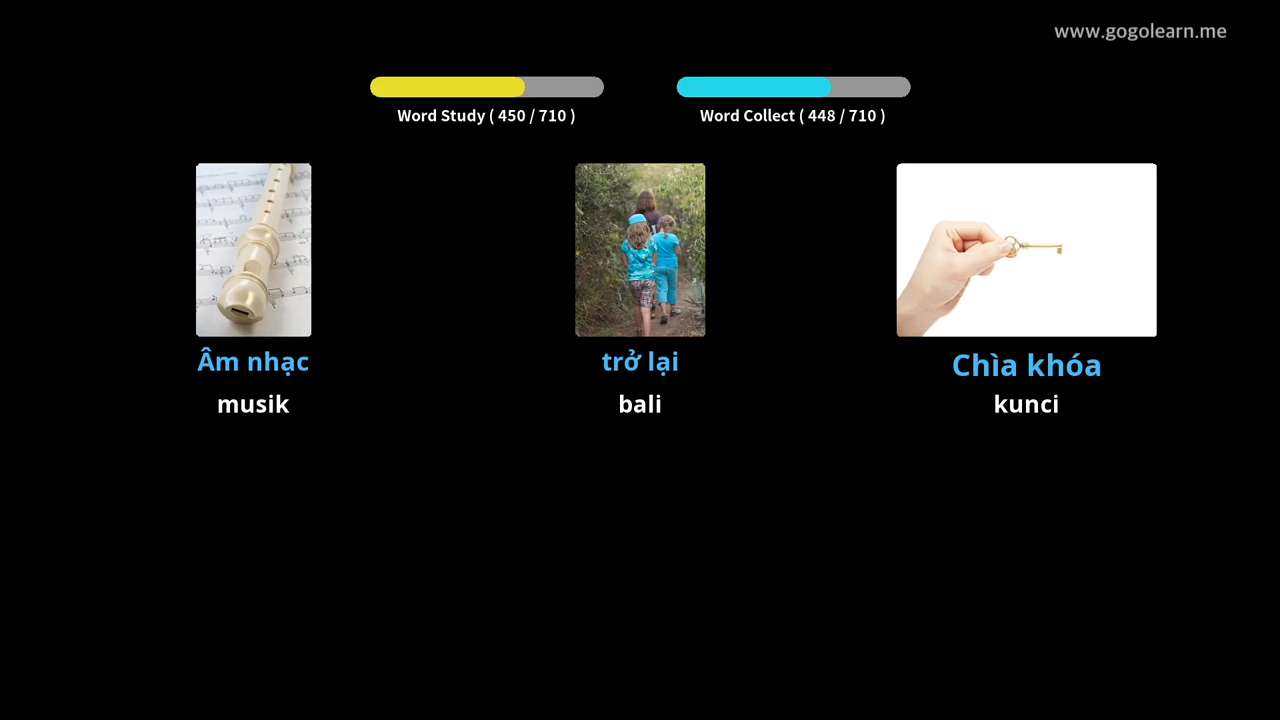 www.gogolearn.me
Word Study ( 450 / 710 )
Word Collect ( 448 / 710 )
Âm nhạc
trở lại
Chìa khóa
musik
bali
kunci